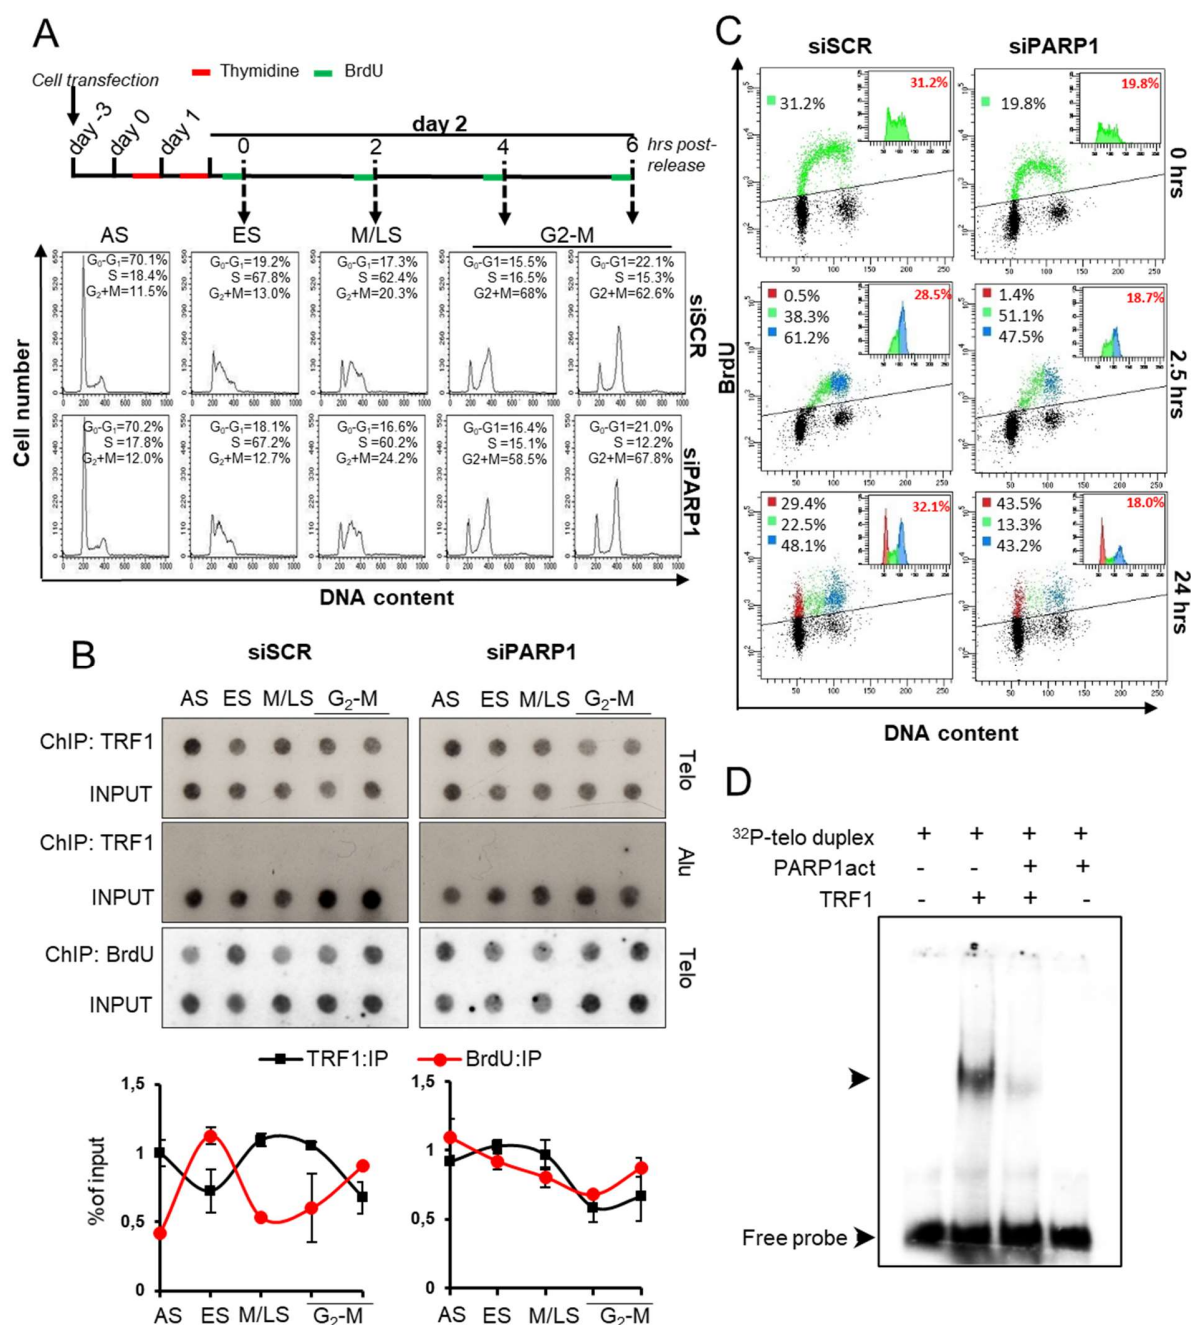 A
Cell transfection
Thymidine
BrdU
day -3
day 0
day 1
day 2
0
2
4
6
hrs post-
release
AS
ES
M/LS
G2-M
G₀-G₁=70.1%
S =18.4%
G₂+M=11.5%
G₀-G₁=19.2%
S =67.8%
G₂+M=13.0%
G₀-G₁=17.3%
S =62.4%
G₂+M=20.3%
G₀-G1=15.5%
S =16.5%
G2+M=68%
G₀-G1=22.1%
S =15.3%
G2+M=62.6%
siSCR
G₀-G₁=70.2%
S =17.8%
G₂+M=12.0%
G₀-G₁=18.1%
S =67.2%
G₂+M=12.7%
G₀-G₁=16.6%
S =60.2%
G₂+M=24.2%
G₀-G1=16.4%
S =15.1%
G2+M=58.5%
G₀-G1=21.0%
S =12.2%
G2+M=67.8%
siPARP1
Cell number
DNA content
B
siSCR
siPARP1
AS ES M/LS G₂-M
AS ES M/LS G₂-M
ChIP: TRF1
INPUT
Telo
ChIP: TRF1
INPUT
Alu
ChIP: BrdU
INPUT
Telo
TRF1:IP
BrdU:IP
% of input
1,5
1
0,5
0
AS ES M/LS G₂-M
1,5
1
0,5
0
AS ES M/LS G₂-M
C
siSCR
siPARP1
31.2%
31.2%
19.8%
19.8%
0 hrs
0.5%
38.3%
61.2%
28.5%
1.4%
51.1%
47.5%
18.7%
2.5 hrs
29.4%
22.5%
48.1%
32.1%
43.5%
13.3%
43.2%
18.0%
24 hrs
BrdU
50 100 150 200 250
50 100 150 200 250
DNA content
D
³²P-telo duplex + + + +
PARP1act - - + +
TRF1 - + + -
Free probe